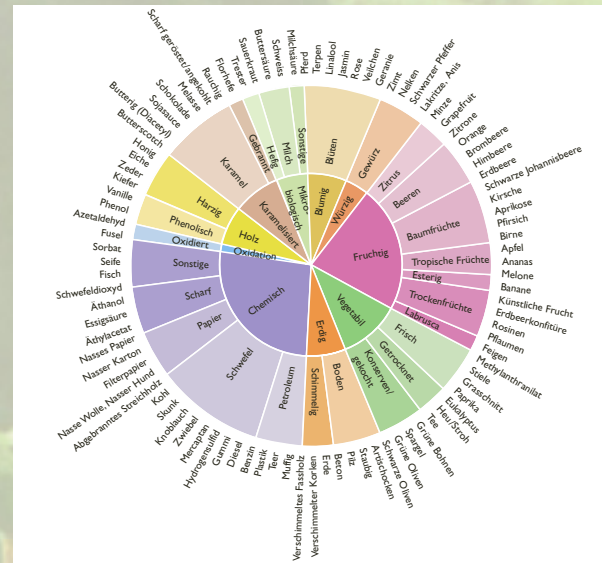 Blumig
Würzig
Fruchtig
Vegetabil
Erdig
Chemisch
Oxidation
Holz
Karamelisiert
Mikro-
biologisch
Blüten
Gewürz
Zitrus
Beeren
Baumfrüchte
Tropische Früchte
Esterig
Trockenfrüchte
Labrusca
Frisch
Getrocknet
Konserven/
gekocht
Boden
Schimmelig
Petroleum
Schwefel
Papier
Scharf
Sonstige
Oxidiert
Phenolisch
Harzig
Karamel
Gebrannt
Hefig
Milch
Sonstige
Terpen
Linalool
Jasmin
Rose
Veilchen
Geranie
Zimt
Nelken
Schwarzer Pfeffer
Lakritze, Anis
Minze
Grapefruit
Zitrone
Orange
Brombeere
Himbeere
Erdbeere
Schwarze Johannisbeere
Kirsche
Aprikose
Pfirsich
Birne
Apfel
Ananas
Melone
Banane
Künstliche Frucht
Erdbeerkonfitüre
Rosinen
Pflaumen
Feigen
Methylanthranilat
Stiele
Grasschnitt
Paprika
Eukalyptus
Heu/Stroh
Tee
Grüne Bohnen
Spargel
Grüne Oliven
Schwarze Oliven
Artischocken
Staubig
Pilz
Beton
Erde
Verschimmelter Korken
Verschimmeltes Fassholz
Muffig
Teer
Plastik
Benzin
Diesel
Gummi
Hydrogensulfid
Mercaptan
Zwiebel
Knoblauch
Skunk
Kohl
Abgebranntes Streichholz
Nasse Wolle, Nasser Hund
Filterpapier
Nasser Karton
Nasses Papier
Äthylacetat
Essigsäure
Äthanol
Schwefeldioxyd
Fisch
Seife
Sorbat
Fusel
Azetaldehyd
Phenol
Vanille
Kiefer
Zeder
Eiche
Honig
Butterscotch
Butterig (Diacetyl)
Sojasauce
Schokolade
Melasse
Scharf geröstet/angekohlt
Rauchig
Florhefe
Trester
Sauerkraut
Buttersäure
Schweiss
Milchsäure
Pferd